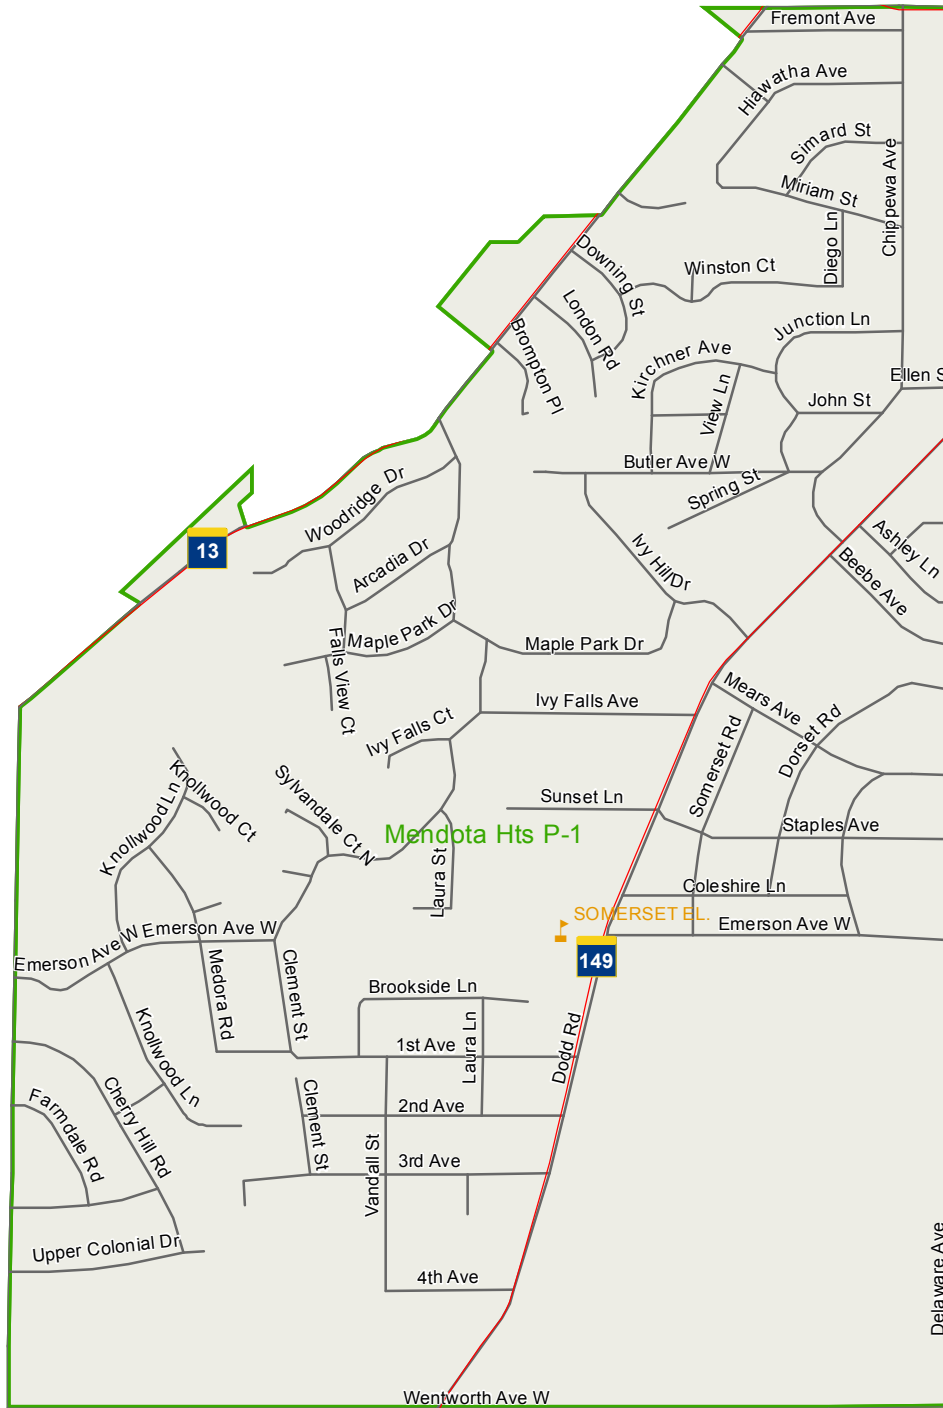 Fremont Ave
Hiawatha Ave
Simard St
Miriam St
Chippewa Ave
Diego Ln
Downing St
Winston Ct
London Rd
Brompton Pl
Junction Ln
Kirchner Ave
View Ln
Ellen S
John St
Butler Ave W
Spring St
Woodridge Dr
13
Arcadia Dr
Ivy Hill Dr
Ashley Ln
Beebe Ave
Maple Park Dr
Falls View Ct
Maple Park Dr
Ivy Falls Ave
Mears Ave
Ivy Falls Ct
Somerset Rd
Dorset Rd
Knollwood Ln
Knollwood Ct
Sylvandale Ct N
Sunset Ln
Staples Ave
Mendota Hts P-1
Laura St
Coleshire Ln
SOMERSET EL.
Emerson Ave W
Emerson Ave W
Emerson Ave W
149
Medora Rd
Clement St
Brookside Ln
Knollwood Ln
1st Ave
Laura Ln
Dodd Rd
Farmdale Rd
Cherry Hill Rd
Clement St
2nd Ave
Vandall St
3rd Ave
Upper Colonial Dr
4th Ave
Delaware Ave
Wentworth Ave W